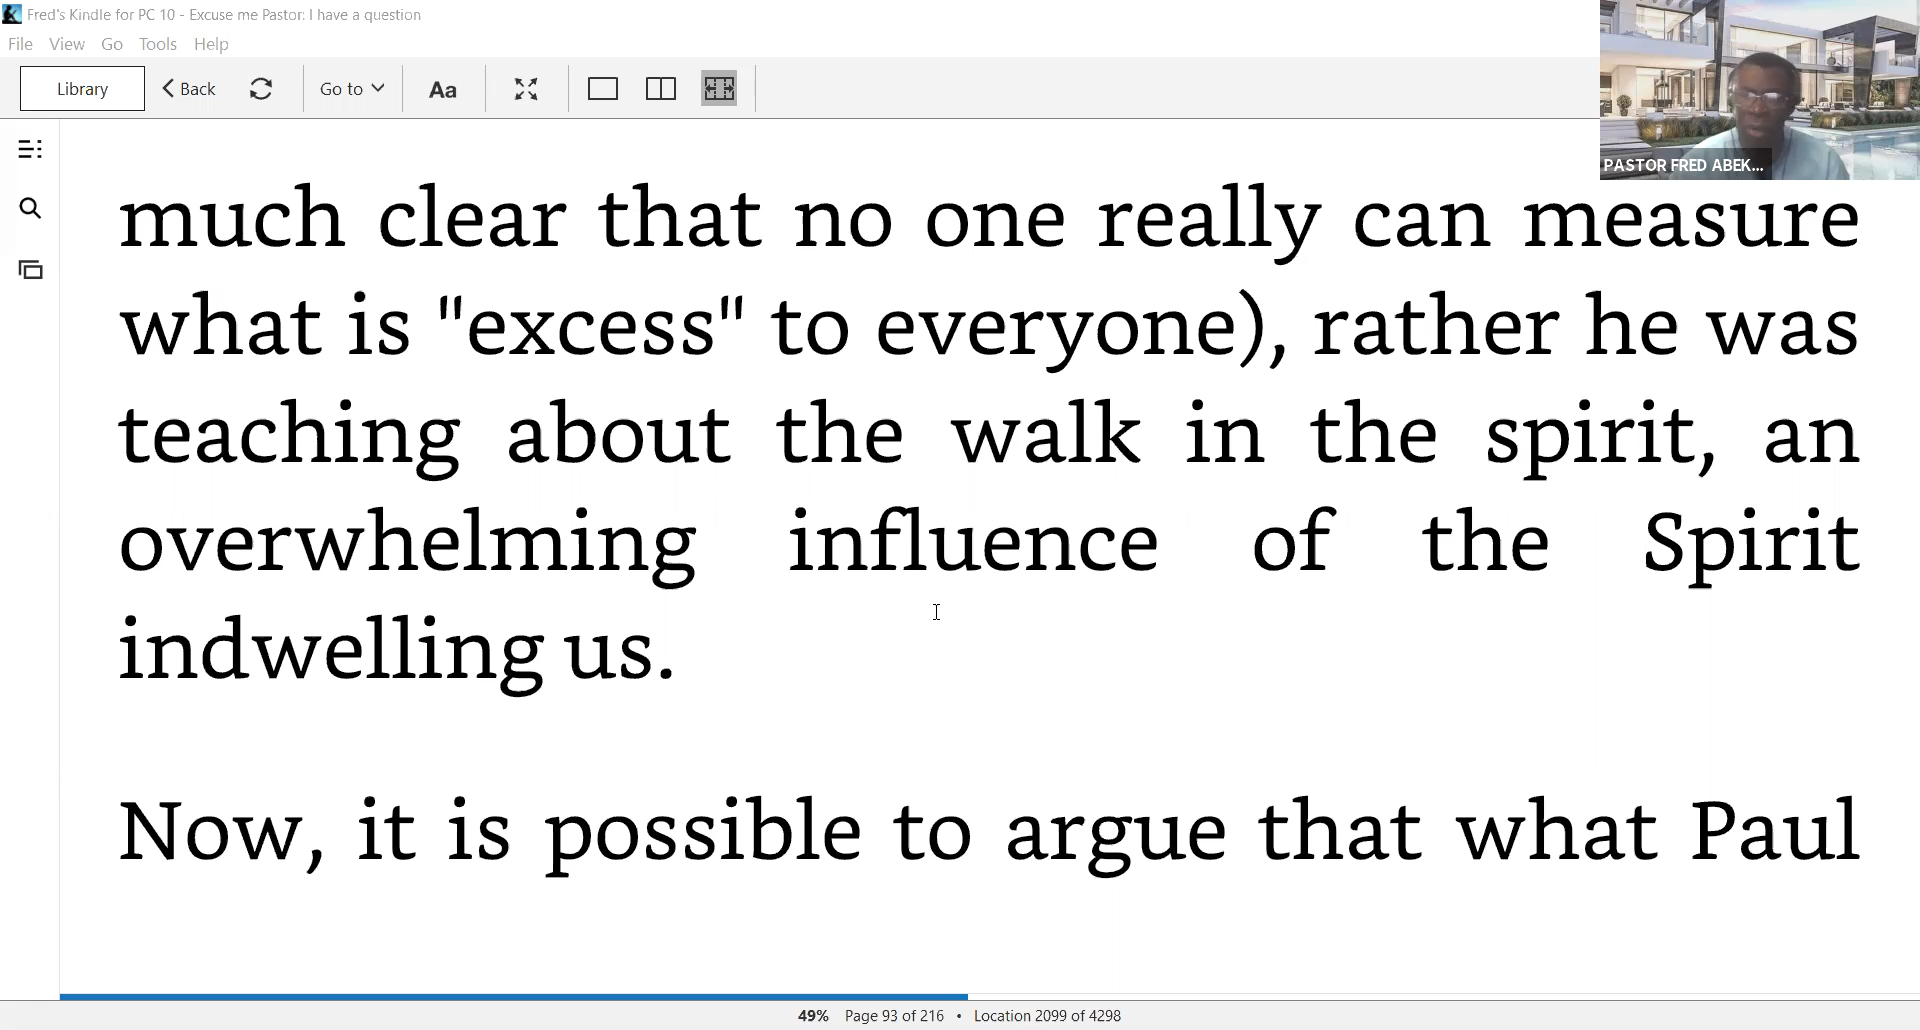 Fred's Kindle for PC 10 - Excuse me Pastor: I have a question
File View Go Tools Help
Library Back Go to Aa
PASTOR FRED ABEK...
much clear that no one really can measure
what is "excess" to everyone), rather he was
teaching about the walk in the spirit, an
overwhelming influence of the Spirit
indwelling us.
Now, it is possible to argue that what Paul
49% Page 93 of 216 • Location 2099 of 4298